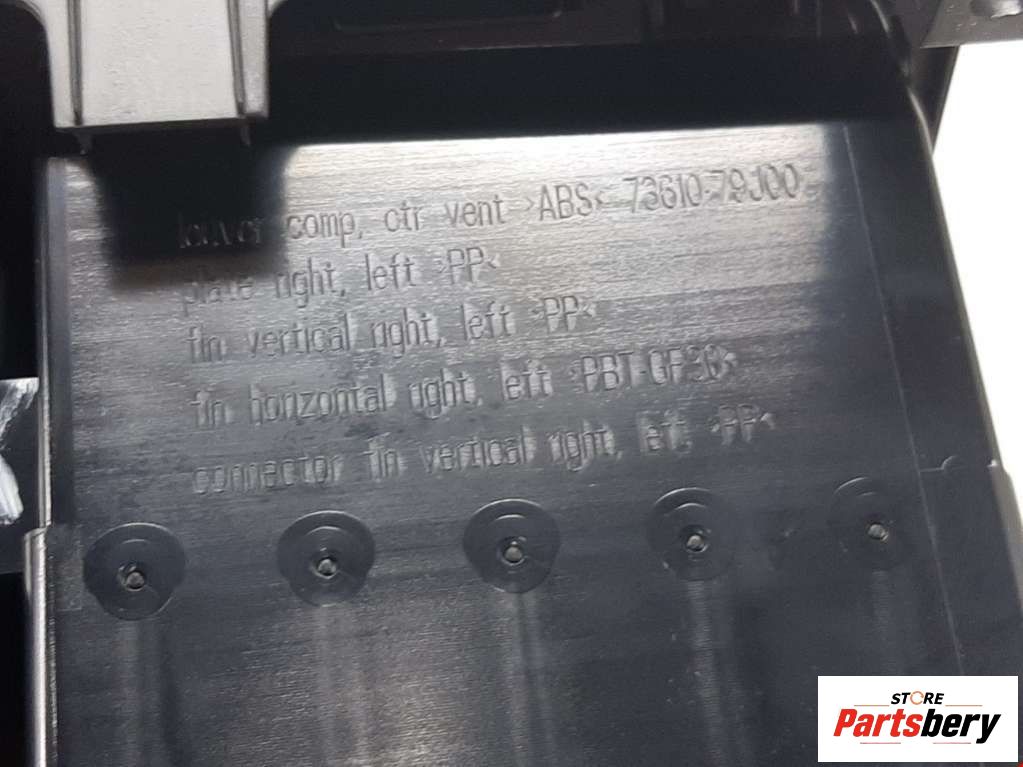 louver comp, ctr vent >ABS< 73610-79J00
plate right, left >PP<
fin vertical right, left >PP<
fin horizontal right, left >PBT-GF30<
connector fin vertical right, left >PP<
STORE
Partsbery